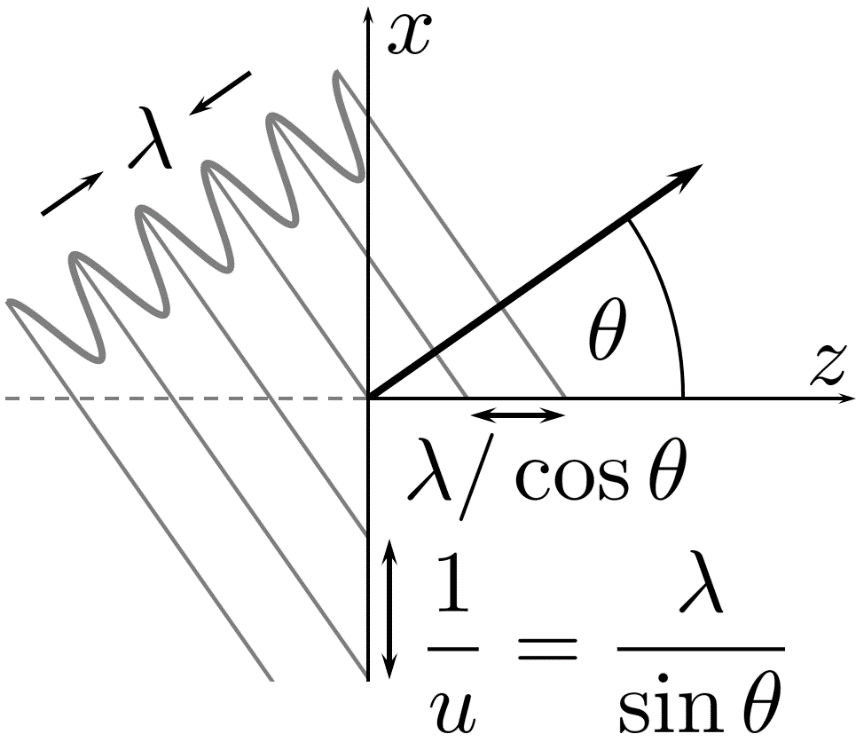 x
λ
θ
z
λ/ cos θ
1/u = λ/sin θ